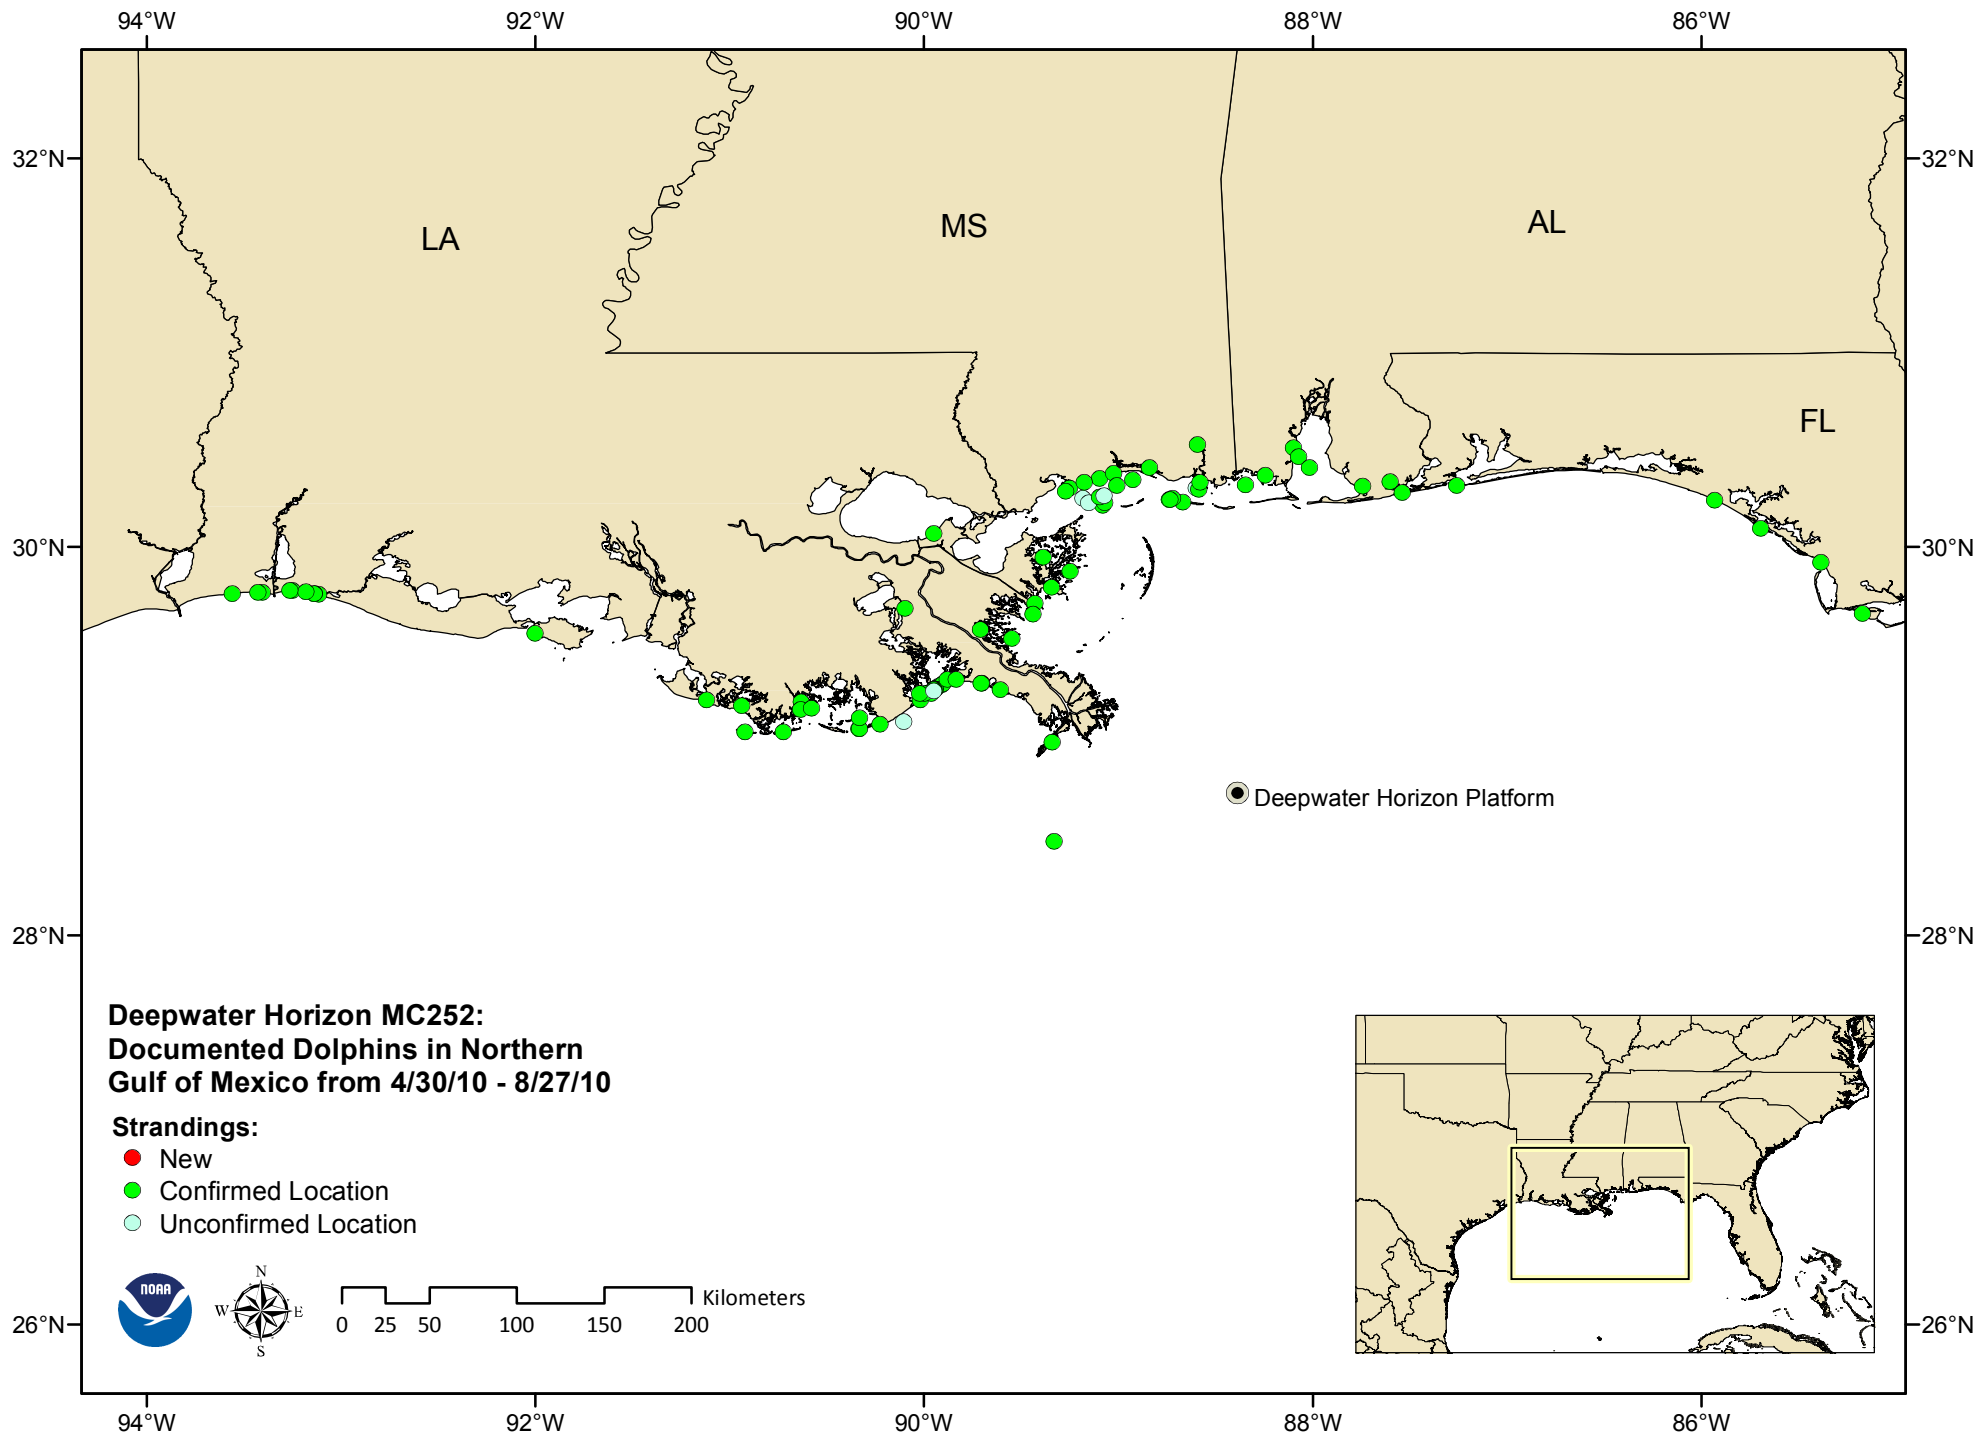 94°W 92°W 90°W 88°W 86°W
32°N 32°N
LA MS AL
FL
30°N 30°N
Deepwater Horizon Platform
28°N 28°N
Deepwater Horizon MC252:
Documented Dolphins in Northern
Gulf of Mexico from 4/30/10 - 8/27/10
Strandings:
New
Confirmed Location
Unconfirmed Location
NOAA
N
W E
S
Kilometers
0 25 50 100 150 200
26°N 26°N
94°W 92°W 90°W 88°W 86°W